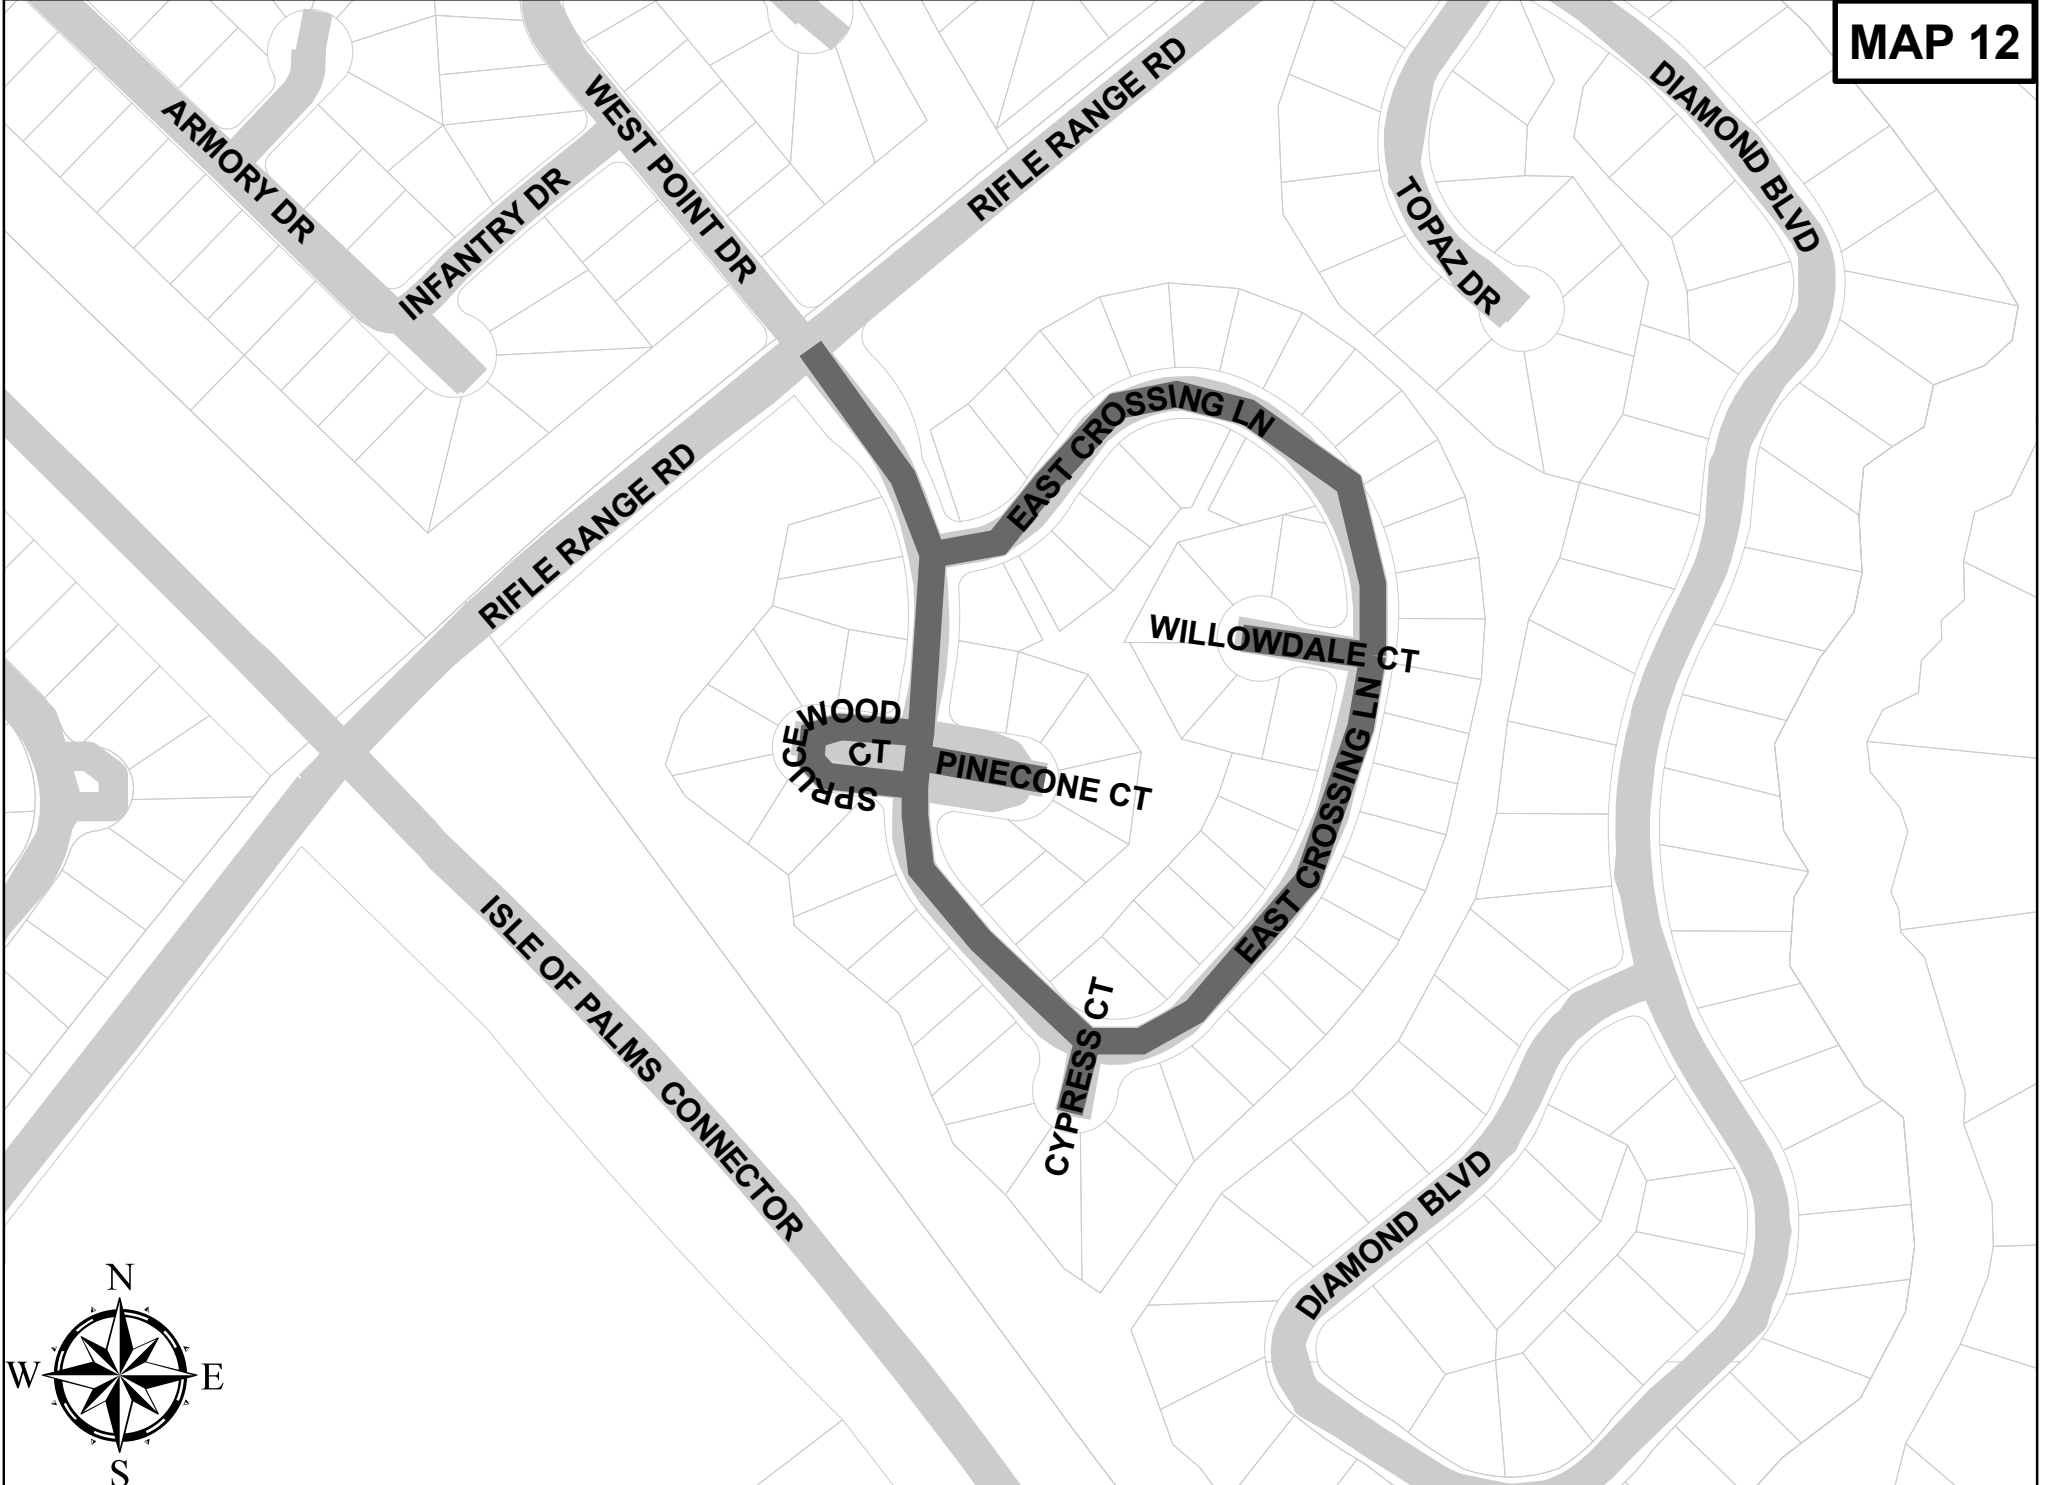 MAP 12
DIAMOND BLVD
RIFLE RANGE RD
WEST POINT DR
ARMORY DR
INFANTRY DR
TOPAZ DR
EAST CROSSING LN
RIFLE RANGE RD
WILLOWDALE CT
SPRUCEWOOD
CT
PINECONE CT
EAST CROSSING LN
ISLE OF PALMS CONNECTOR
CYPRESS CT
DIAMOND BLVD
N
W E
S